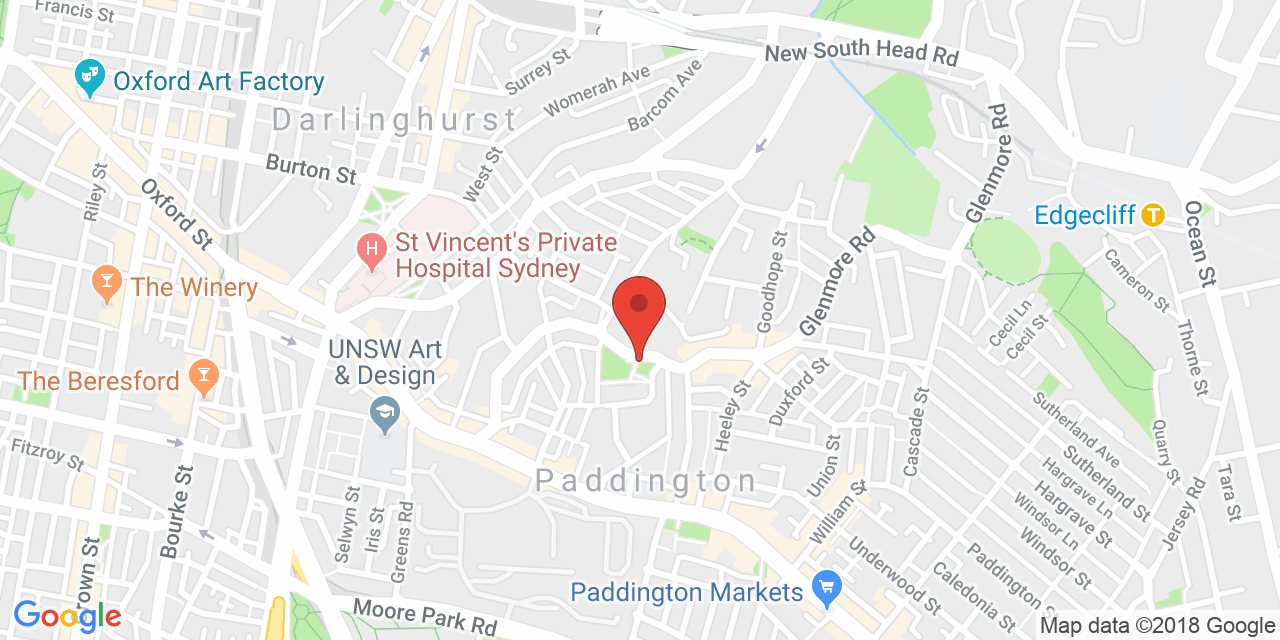 Francis St
New South Head Rd
Oxford Art Factory
Surrey St
Womerah Ave
Barcom Ave
Darlinghurst
Glenmore Rd
Burton St
West St
Riley St
Oxford St
Edgecliff
T
Ocean St
H
St Vincent's Private
Hospital Sydney
Goodhope St
Glenmore Rd
Cameron St
The Winery
Cecil Ln
Cecil St
Thorne St
UNSW Art
& Design
The Beresford
Duxford St
Heeley St
Cascade St
Sutherland Ave
Quarry St
Fitzroy St
Union St
Sutherland St
Hargrave Ln
Hargrave St
Paddington
William St
Windsor Ln
Windsor St
Tara St
Jersey Rd
Bourke St
Selwyn St
Iris St
Greens Rd
Underwood St
Paddington St
Caledonia St
Paddington Markets
Crown St
Moore Park Rd
Google
Map data ©2018 Google